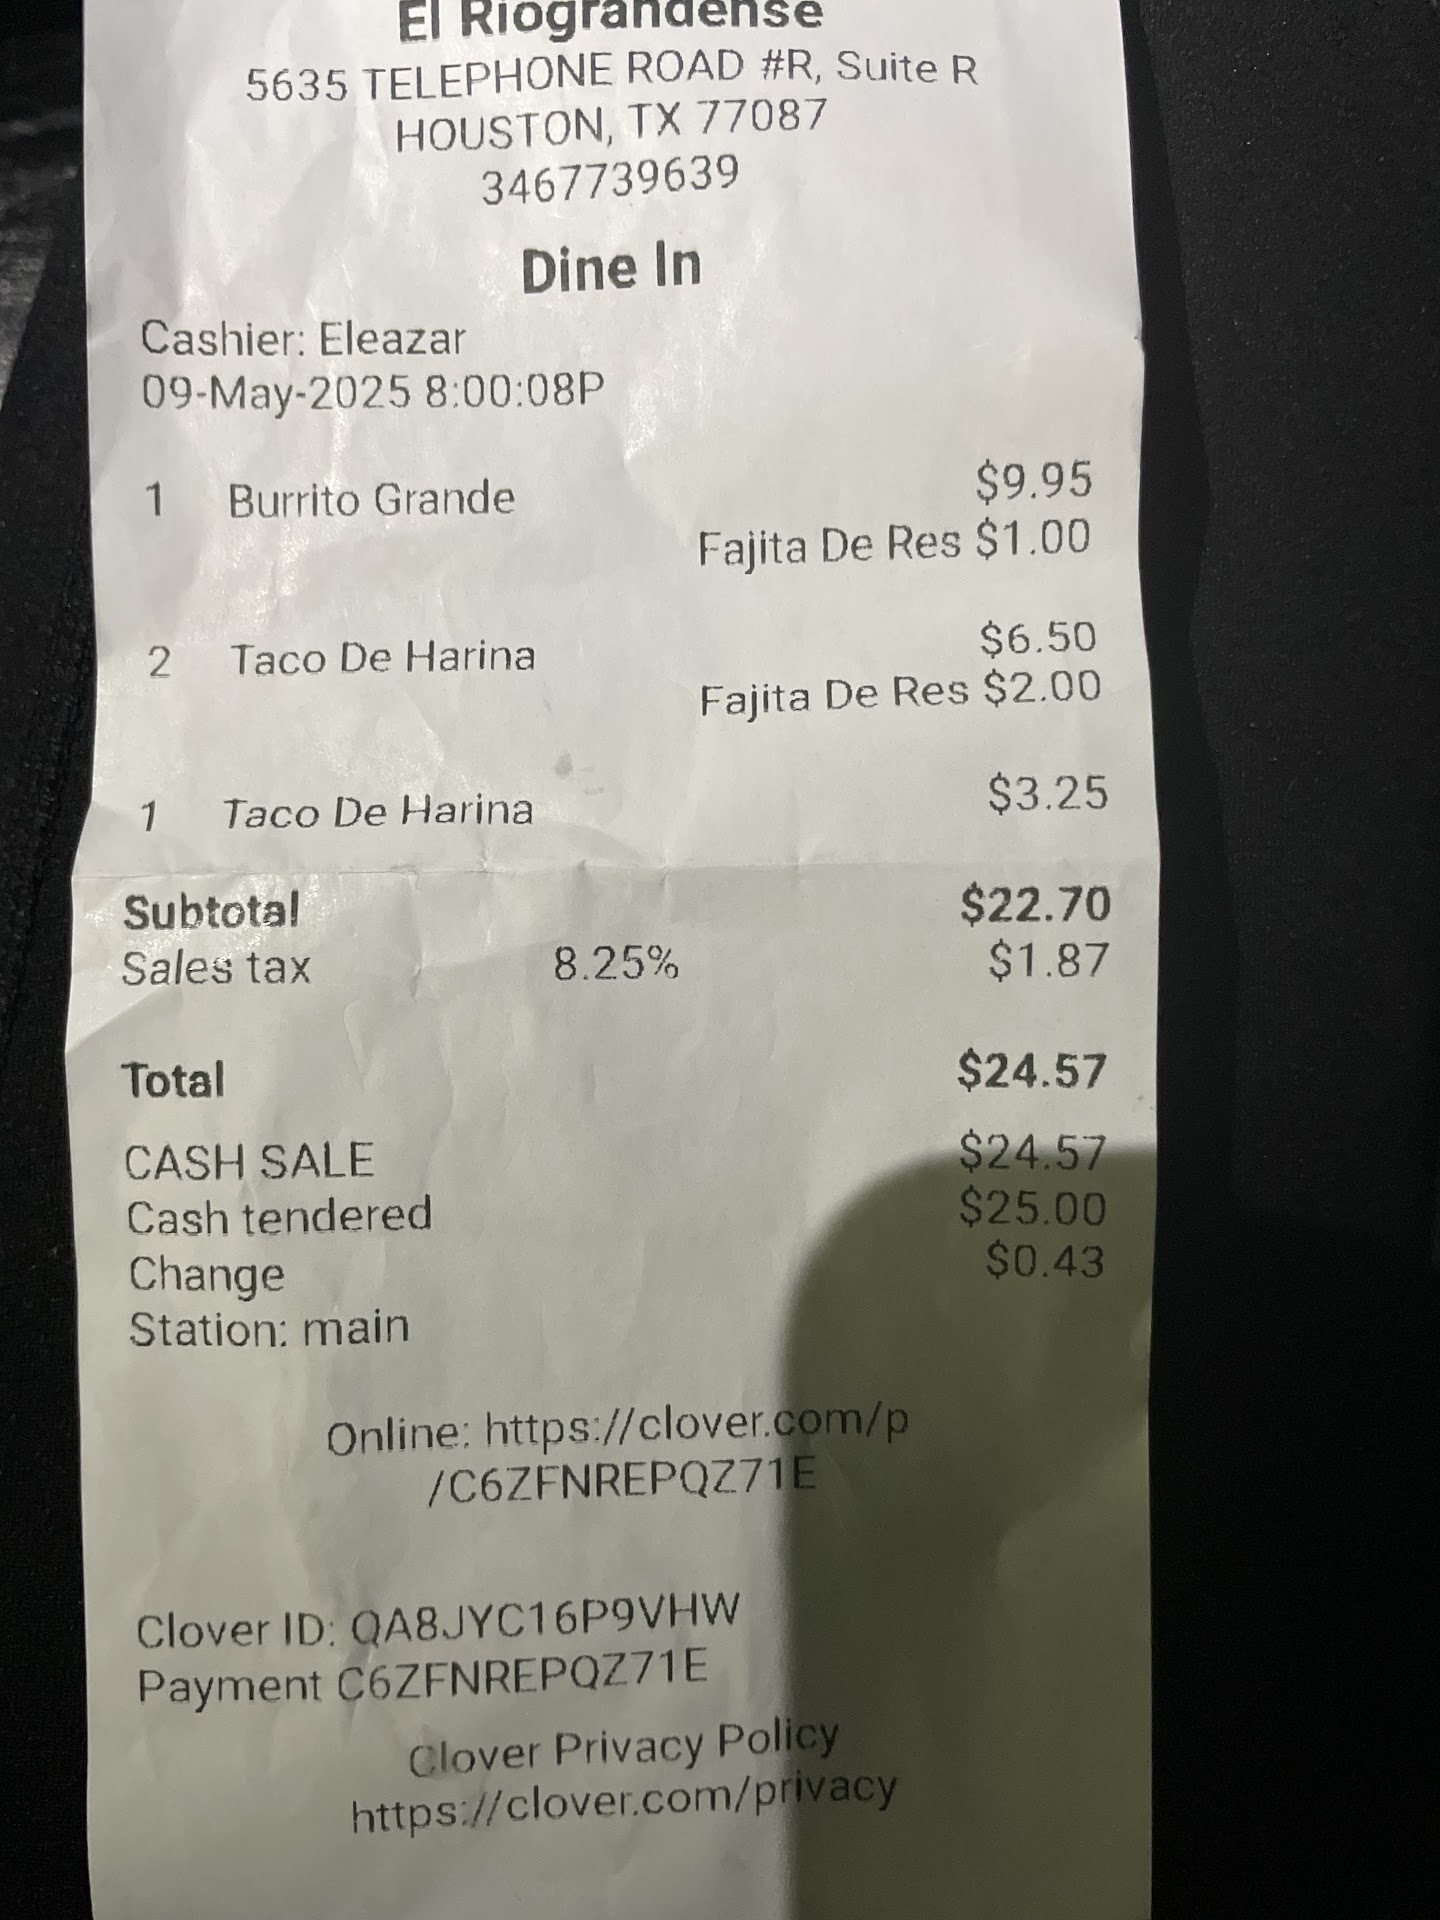 El Riograndense
5635 TELEPHONE ROAD #R, Suite R
HOUSTON, TX 77087
3467739639
Dine In
Cashier: Eleazar
09-May-2025 8:00:08P
1 Burrito Grande $9.95
Fajita De Res $1.00
2 Taco De Harina $6.50
Fajita De Res $2.00
1 Taco De Harina $3.25
Subtotal $22.70
Sales tax 8.25% $1.87
Total $24.57
CASH SALE $24.57
Cash tendered $25.00
Change $0.43
Station: main
Online: https://clover.com/p
/C6ZFNREPQZ71E
Clover ID: QA8JYC16P9VHW
Payment C6ZFNREPQZ71E
Clover Privacy Policy
https://clover.com/privacy